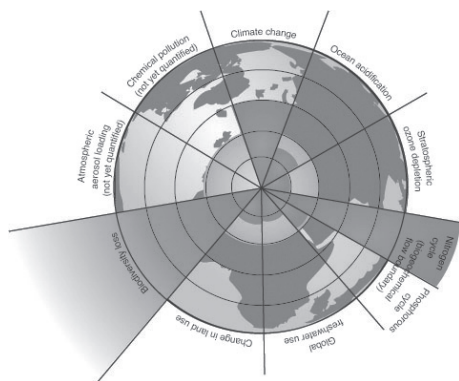 Climate change
Ocean acidification
Stratospheric
ozone depletion
Nitrogen
cycle
(biogeochemical
flow boundary)
Phosphorous
cycle
Global
freshwater use
Change in land use
Biodiversity loss
Atmospheric
aerosol loading
(not yet quantified)
Chemical pollution
(not yet quantified)